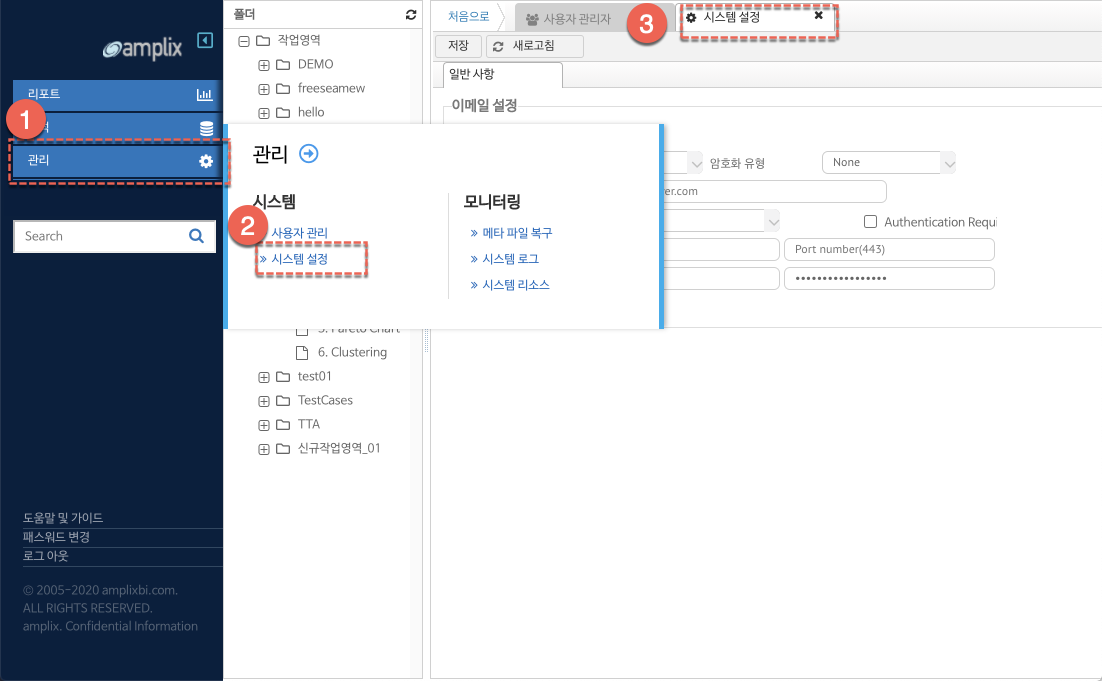 amplix
리포트
1
관리
Search
도움말 및 가이드
패스워드 변경
로그 아웃
© 2005-2020 amplixbi.com.
ALL RIGHTS RESERVED.
amplix. Confidential Information
폴더
작업영역
DEMO
freeseamew
hello
관리
시스템
2
사용자 관리
» 시스템 설정
모니터링
» 메타 파일 복구
» 시스템 로그
» 시스템 리소스
5. Pareto Chart
6. Clustering
test01
TestCases
TTA
신규작업영역_01
처음으로
사용자 관리자
3
시스템 설정
저장
새로고침
일반 사항
이메일 설정
암호화 유형
None
er.com
Authentication Requi
Port number(443)
•••••••••••••••••